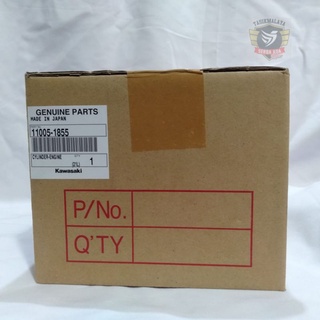 GENUINE PARTS
MADE IN JAPAN
11005-1855
CYLINDER-ENGINE
1
Kawasaki
P/No.
Q'TY